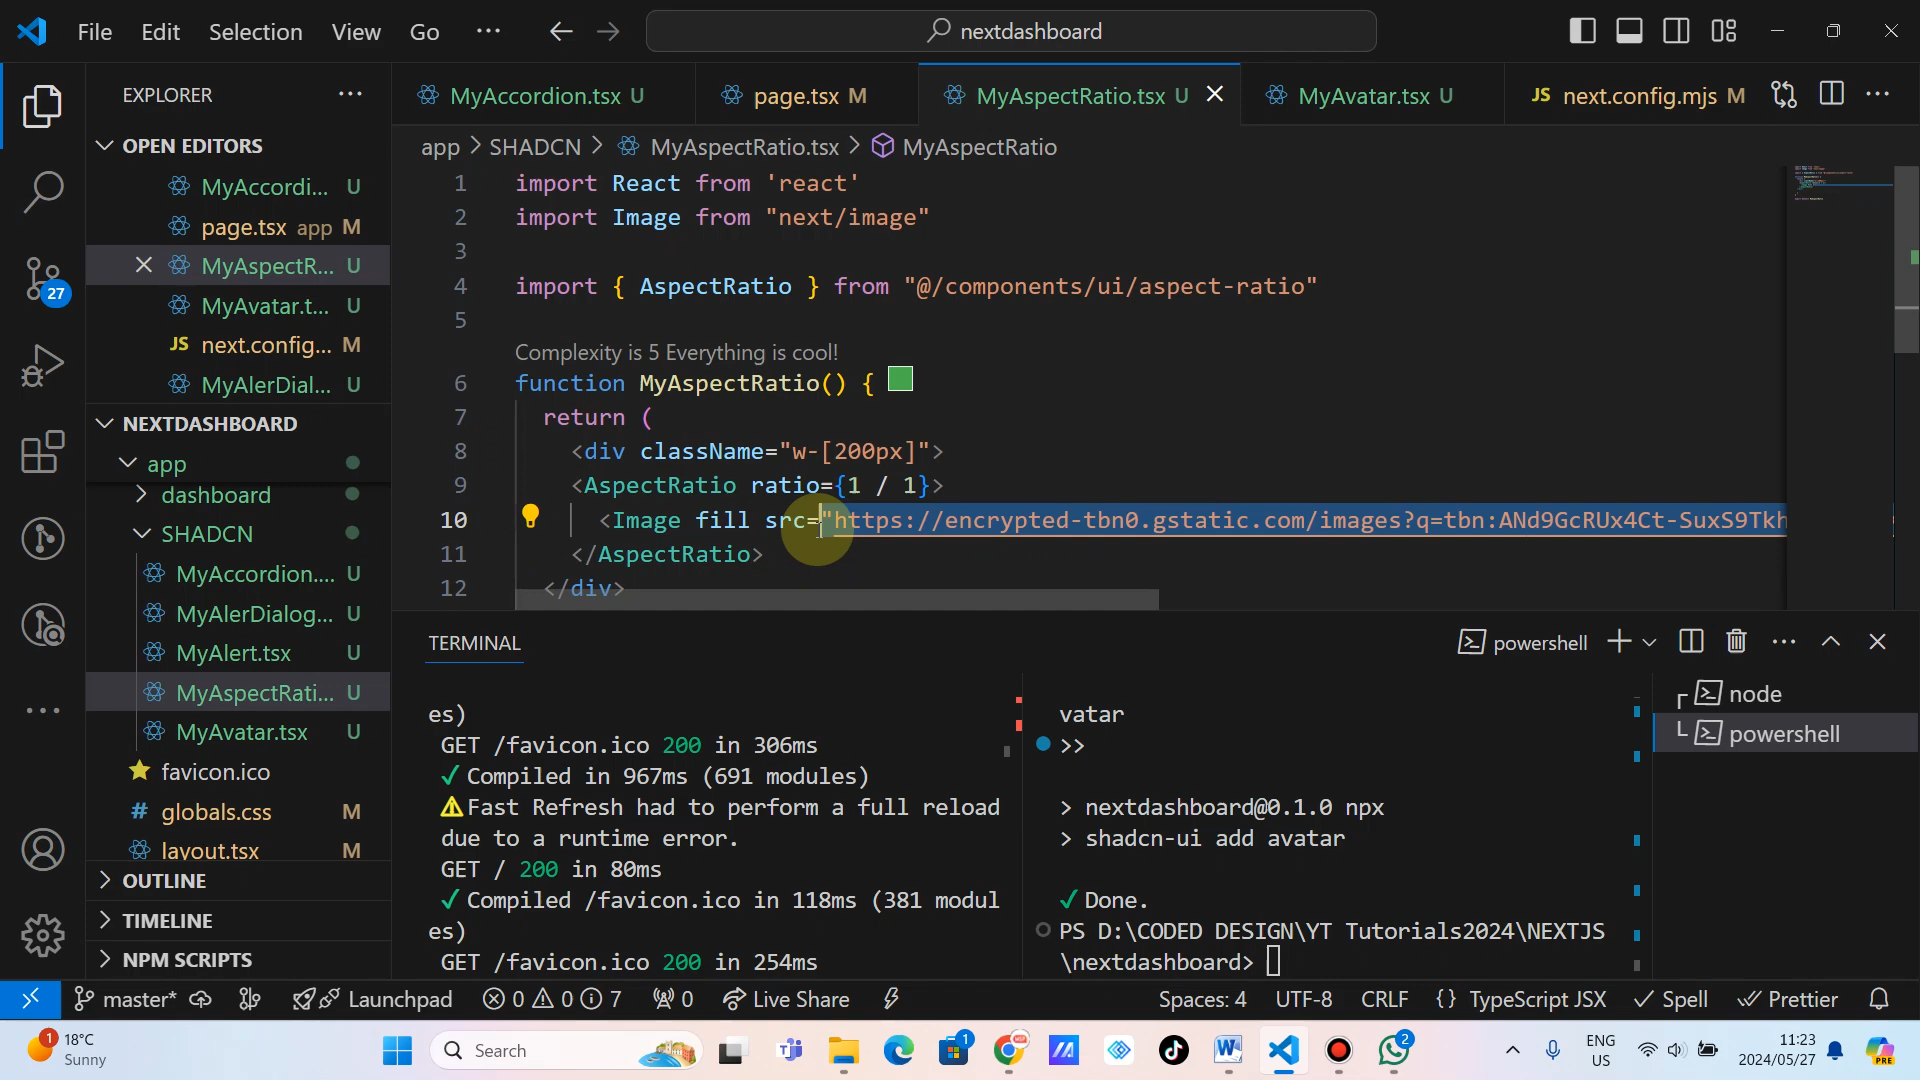 File Edit Selection View Go ··· nextdashboard
EXPLORER
OPEN EDITORS
MyAccordi... U
page.tsx app M
MyAspectR... U
MyAvatar.t... U
JS next.config... M
MyAlerDial... U
NEXTDASHBOARD
app
dashboard
SHADCN
MyAccordion.... U
MyAlerDialog... U
MyAlert.tsx U
MyAspectRati... U
MyAvatar.tsx U
favicon.ico
# globals.css M
layout.tsx M
OUTLINE
TIMELINE
NPM SCRIPTS
27
MyAccordion.tsx U page.tsx M MyAspectRatio.tsx U MyAvatar.tsx U JS next.config.mjs M
app > SHADCN > MyAspectRatio.tsx > MyAspectRatio
1 import React from 'react'
2 import Image from "next/image"
3
4 import { AspectRatio } from "@/components/ui/aspect-ratio"
5
Complexity is 5 Everything is cool!
6 function MyAspectRatio() {
7 return (
8 <div className="w-[200px]">
9 <AspectRatio ratio={1 / 1}>
10 <Image fill src="https://encrypted-tbn0.gstatic.com/images?q=tbn:ANd9GcRUx4Ct-SuxS9Tkh
11 </AspectRatio>
12 </div>
TERMINAL
powershell
es)
GET /favicon.ico 200 in 306ms
✓ Compiled in 967ms (691 modules)
⚠ Fast Refresh had to perform a full reload
due to a runtime error.
GET / 200 in 80ms
✓ Compiled /favicon.ico in 118ms (381 modul
es)
GET /favicon.ico 200 in 254ms
vatar
>>
> nextdashboard@0.1.0 npx
> shadcn-ui add avatar
✓ Done.
PS D:\CODED DESIGN\YT Tutorials2024\NEXTJS
\nextdashboard>
node
powershell
master* Launchpad 0 0 7 0 Live Share Spaces: 4 UTF-8 CRLF {} TypeScript JSX ✓ Spell Prettier
1 18°C
Sunny
Search
1
2
ENG
US
11:23
2024/05/27
PRE